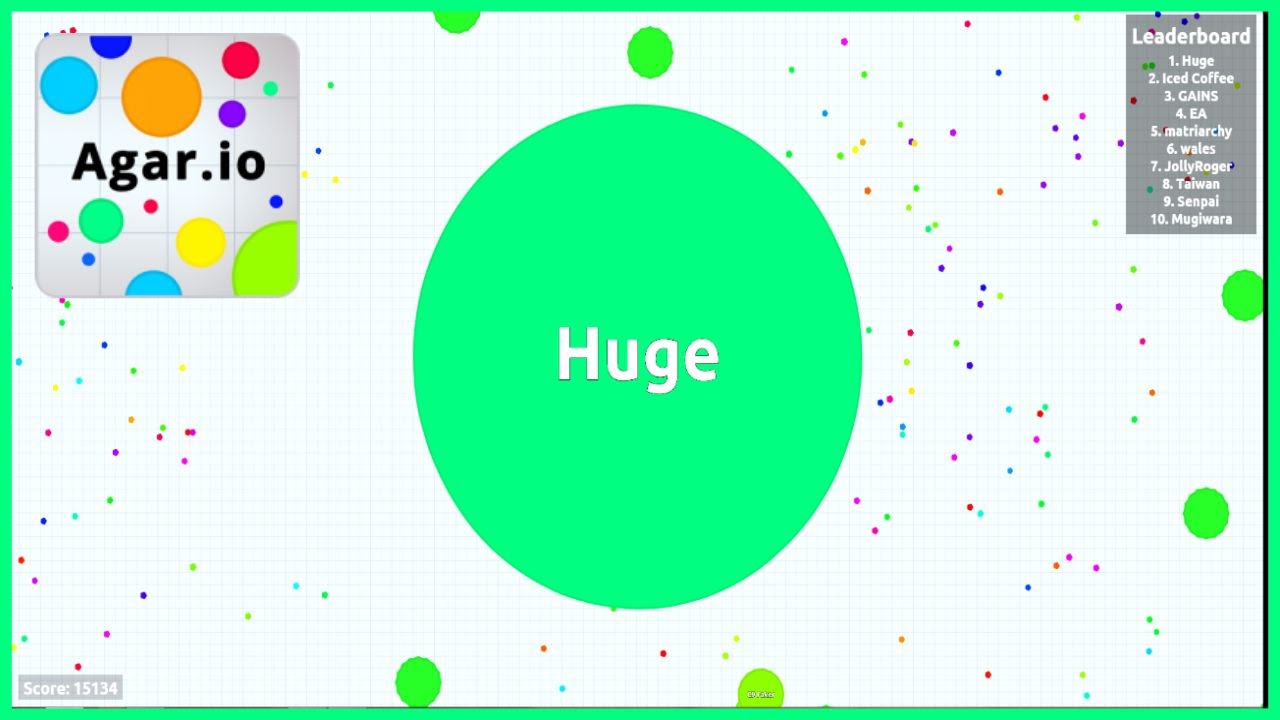 Agar.io
Leaderboard
1. Huge
2. Iced Coffee
3. GAINS
4. EA
5. matriarchy
6. wales
7. JollyRoger
8. Taiwan
9. Senpai
10. Mugiwara
Huge
Score: 15134